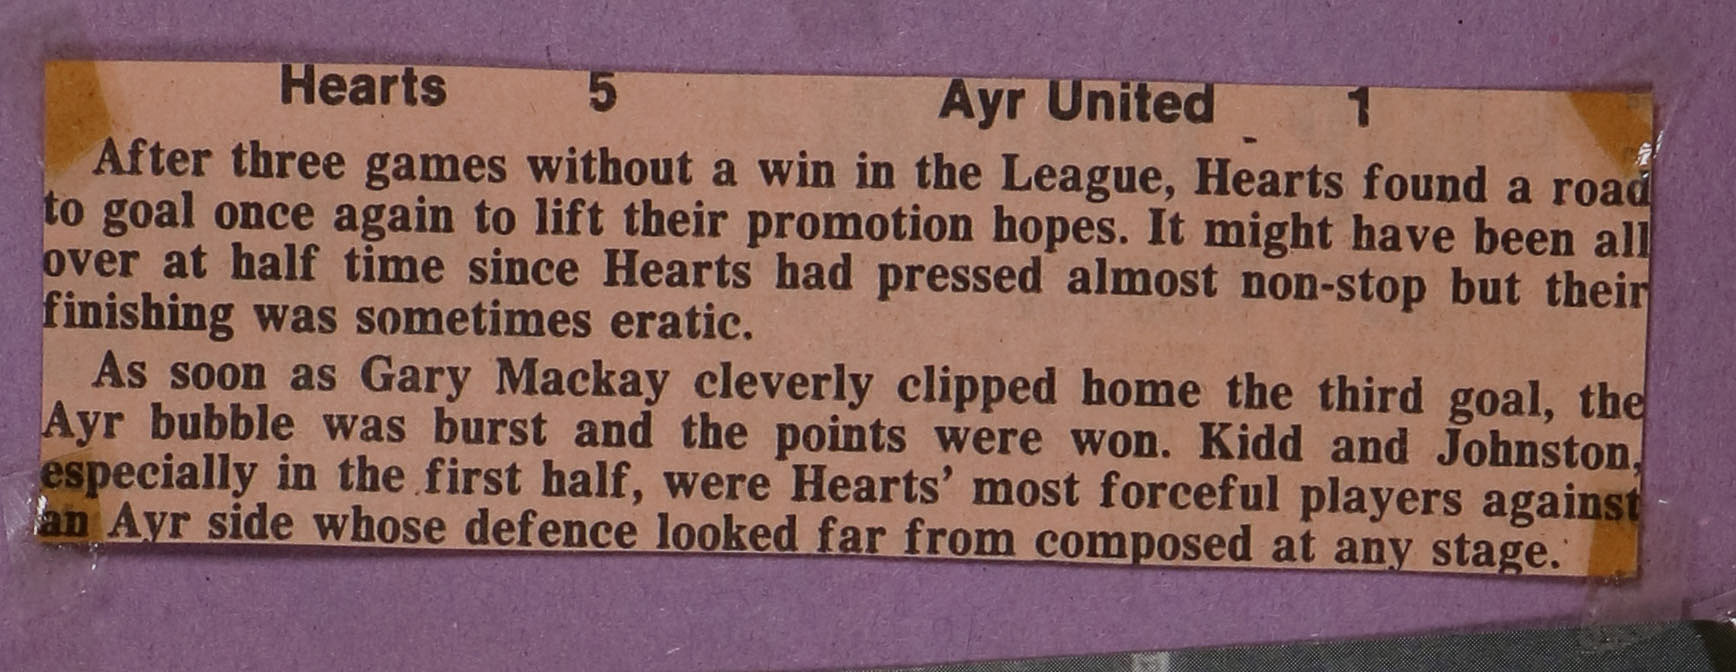 Hearts 5 Ayr United 1
After three games without a win in the League, Hearts found a road
to goal once again to lift their promotion hopes. It might have been all
over at half time since Hearts had pressed almost non-stop but their
finishing was sometimes eratic.
As soon as Gary Mackay cleverly clipped home the third goal, the
Ayr bubble was burst and the points were won. Kidd and Johnston,
especially in the first half, were Hearts' most forceful players against
an Ayr side whose defence looked far from composed at any stage.